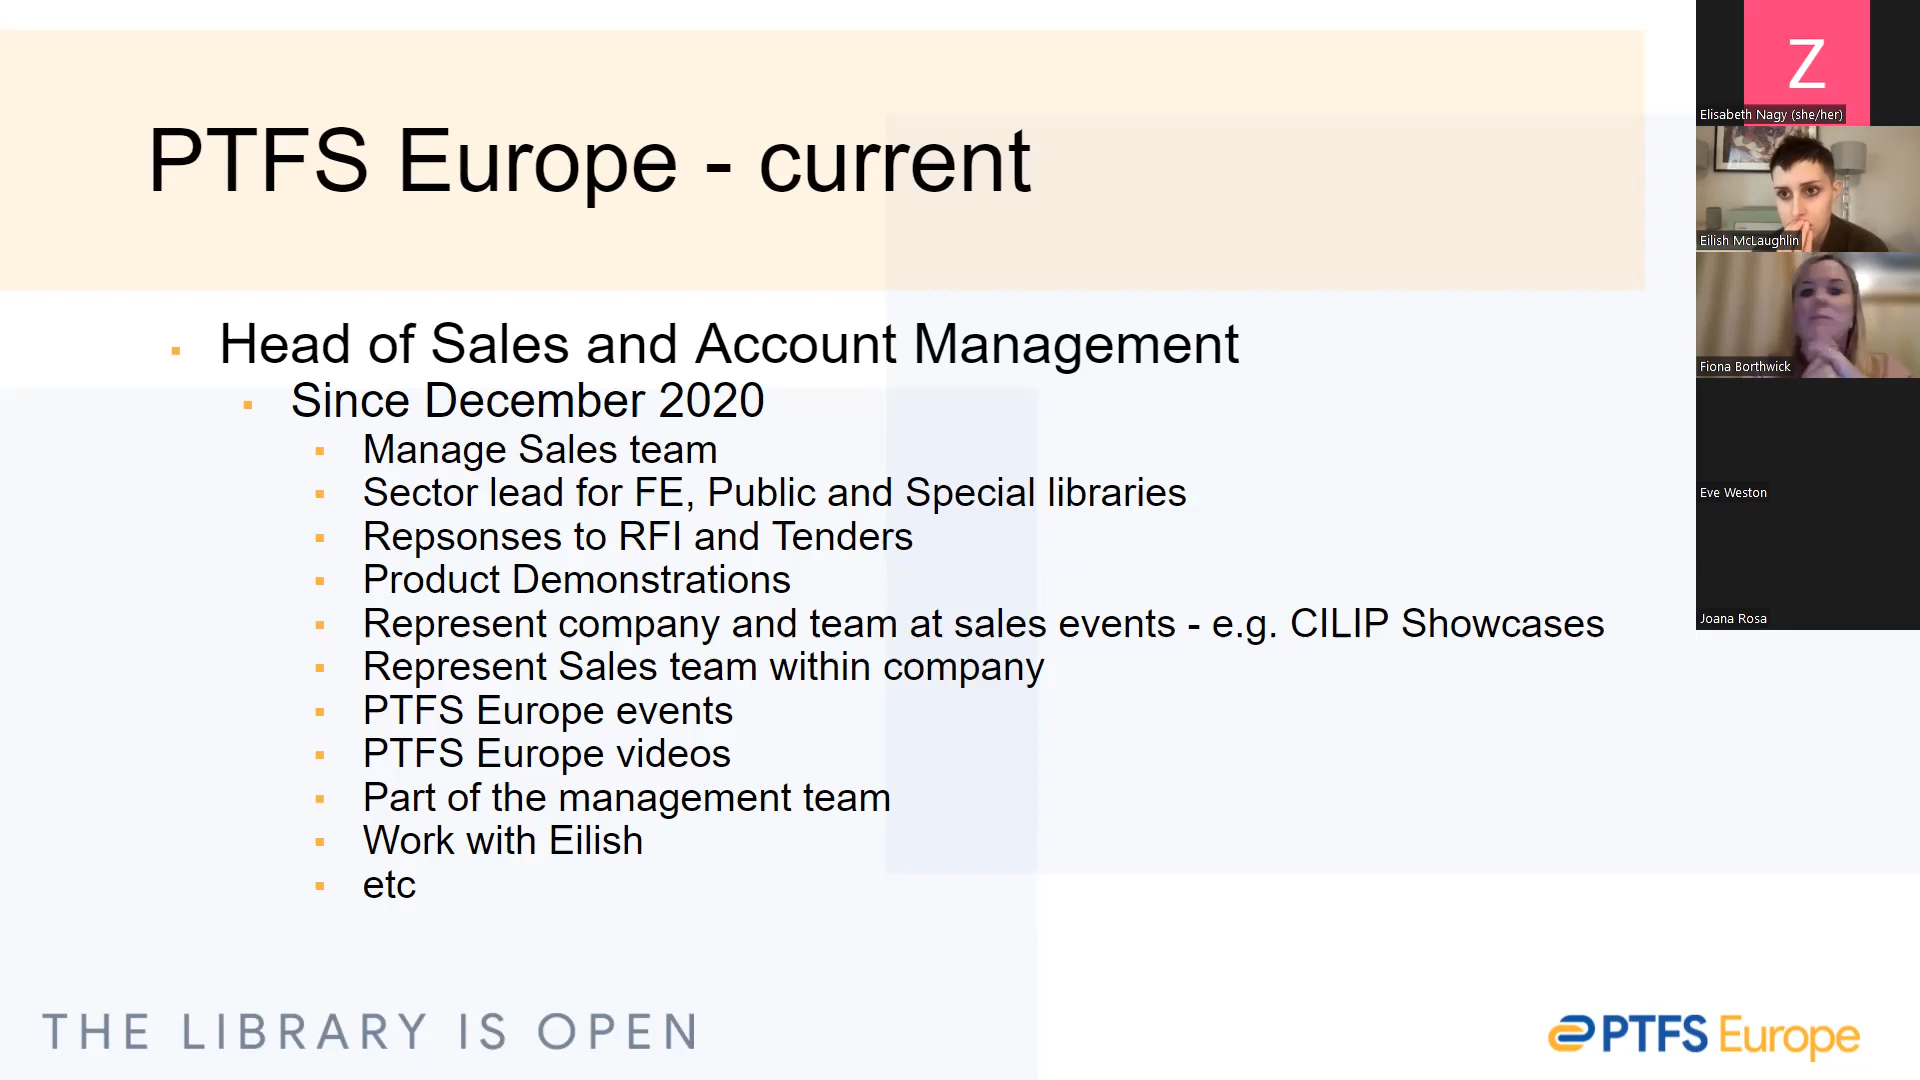 PTFS Europe - current
Head of Sales and Account Management
Since December 2020
Manage Sales team
Sector lead for FE, Public and Special libraries
Repsonses to RFI and Tenders
Product Demonstrations
Represent company and team at sales events - e.g. CILIP Showcases
Represent Sales team within company
PTFS Europe events
PTFS Europe videos
Part of the management team
Work with Eilish
etc
THE LIBRARY IS OPEN
PTFS Europe
Z
Elisabeth Nagy (she/her)
Eilish McLaughlin
Fiona Borthwick
Eve Weston
Joana Rosa